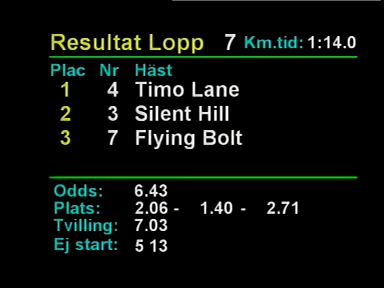 Resultat Lopp 7 Km.tid: 1:14.0
Plac Nr Häst
1 4 Timo Lane
2 3 Silent Hill
3 7 Flying Bolt
Odds: 6.43
Plats: 2.06 - 1.40 - 2.71
Tvilling: 7.03
Ej start: 5 13